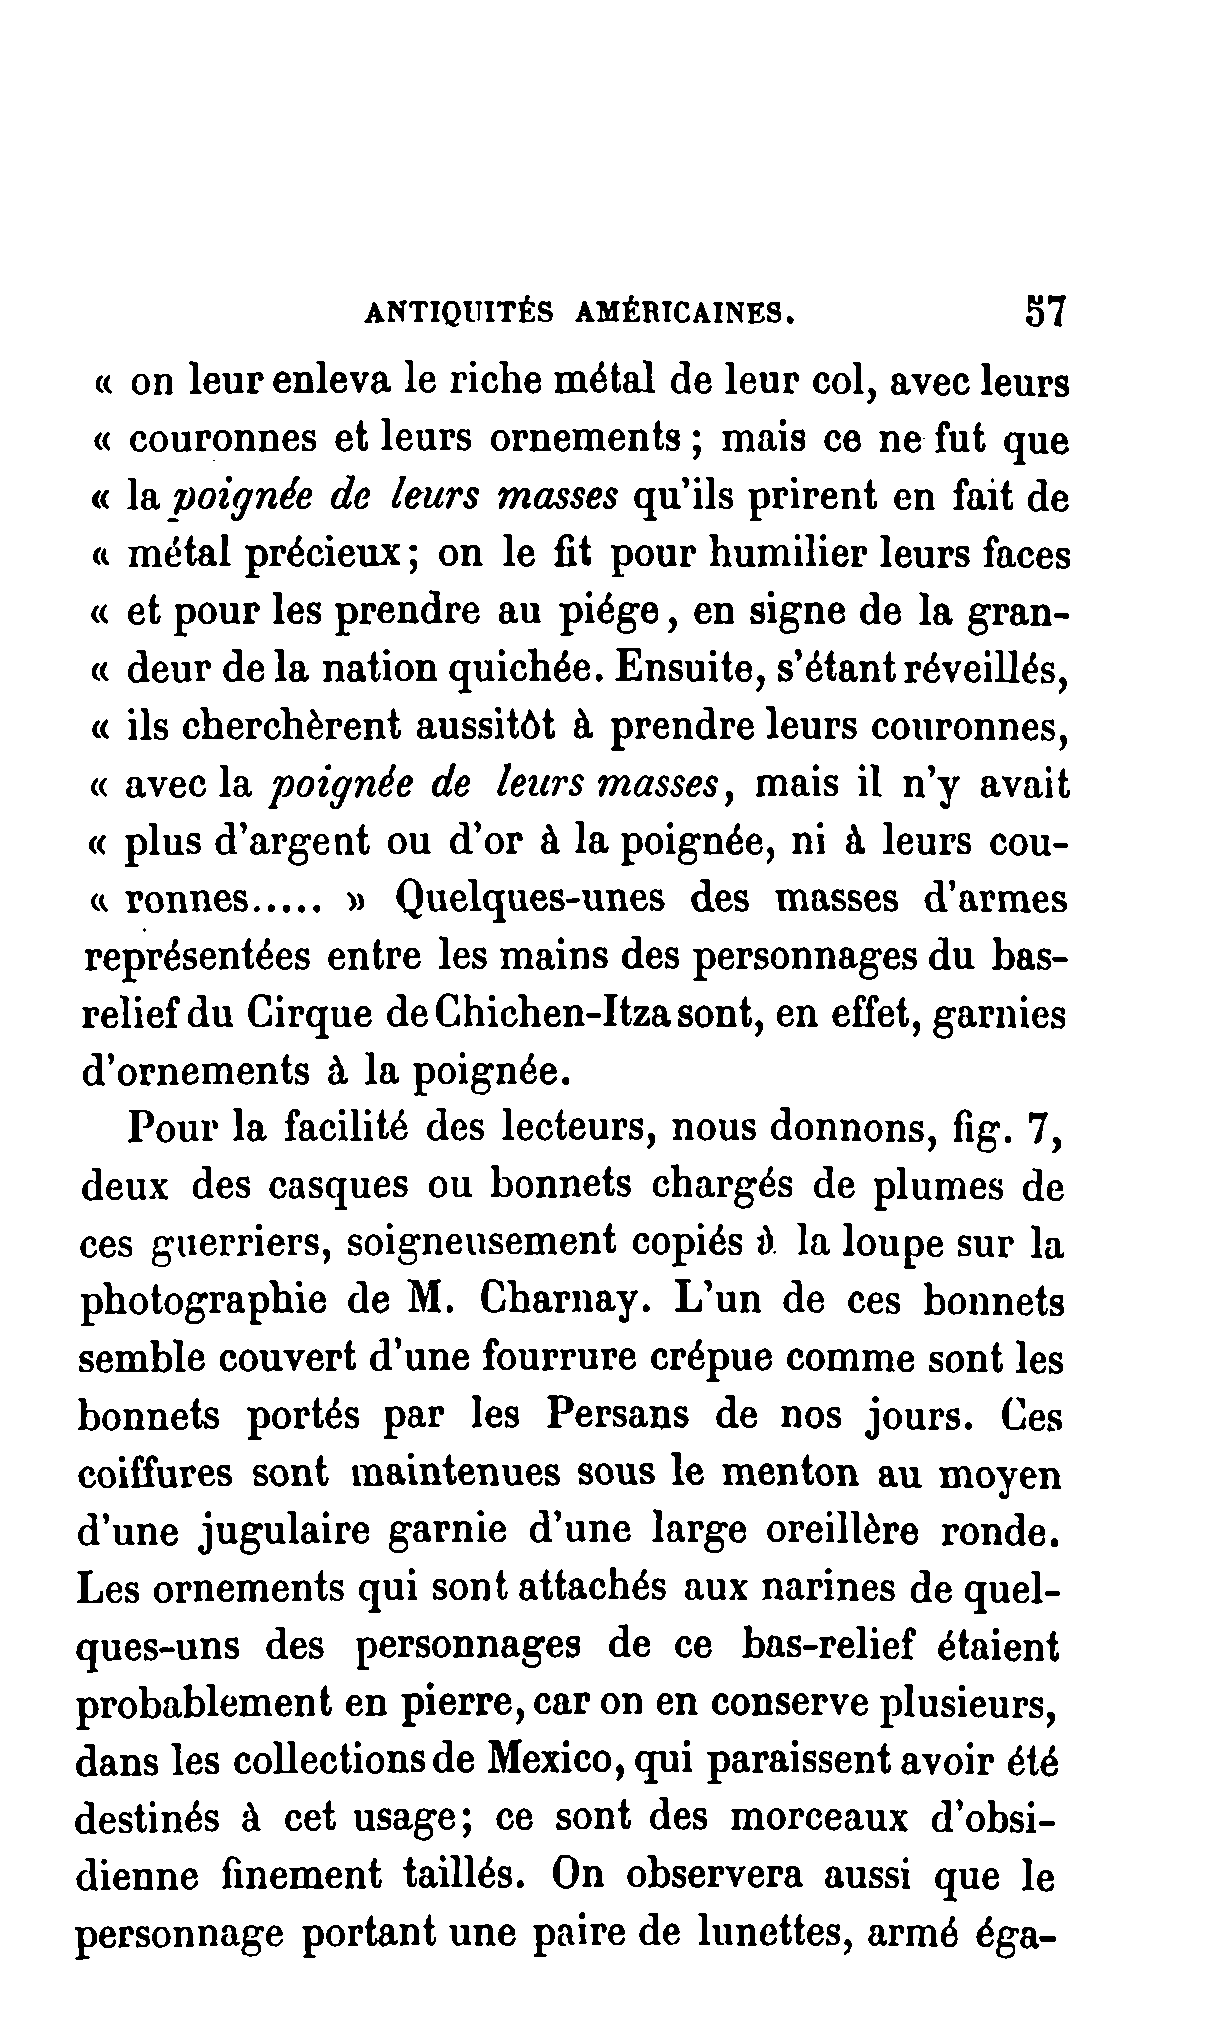 ANTIQUITÉS AMÉRICAINES. 57
« on leur enleva le riche métal de leur col, avec leurs
« couronnes et leurs ornements ; mais ce ne fut que
« la poignée de leurs masses qu'ils prirent en fait de
« métal précieux ; on le fit pour humilier leurs faces
« et pour les prendre au piége, en signe de la gran-
« deur de la nation quichée. Ensuite, s'étant réveillés,
« ils cherchèrent aussitôt à prendre leurs couronnes,
« avec la poignée de leurs masses, mais il n'y avait
« plus d'argent ou d'or à la poignée, ni à leurs cou-
« ronnes..... » Quelques-unes des masses d'armes
représentées entre les mains des personnages du bas-
relief du Cirque de Chichen-Itza sont, en effet, garnies
d'ornements à la poignée.
Pour la facilité des lecteurs, nous donnons, fig. 7,
deux des casques ou bonnets chargés de plumes de
ces guerriers, soigneusement copiés à la loupe sur la
photographie de M. Charnay. L'un de ces bonnets
semble couvert d'une fourrure crépue comme sont les
bonnets portés par les Persans de nos jours. Ces
coiffures sont maintenues sous le menton au moyen
d'une jugulaire garnie d'une large oreillère ronde.
Les ornements qui sont attachés aux narines de quel-
ques-uns des personnages de ce bas-relief étaient
probablement en pierre, car on en conserve plusieurs,
dans les collections de Mexico, qui paraissent avoir été
destinés à cet usage; ce sont des morceaux d'obsi-
dienne finement taillés. On observera aussi que le
personnage portant une paire de lunettes, armé éga-